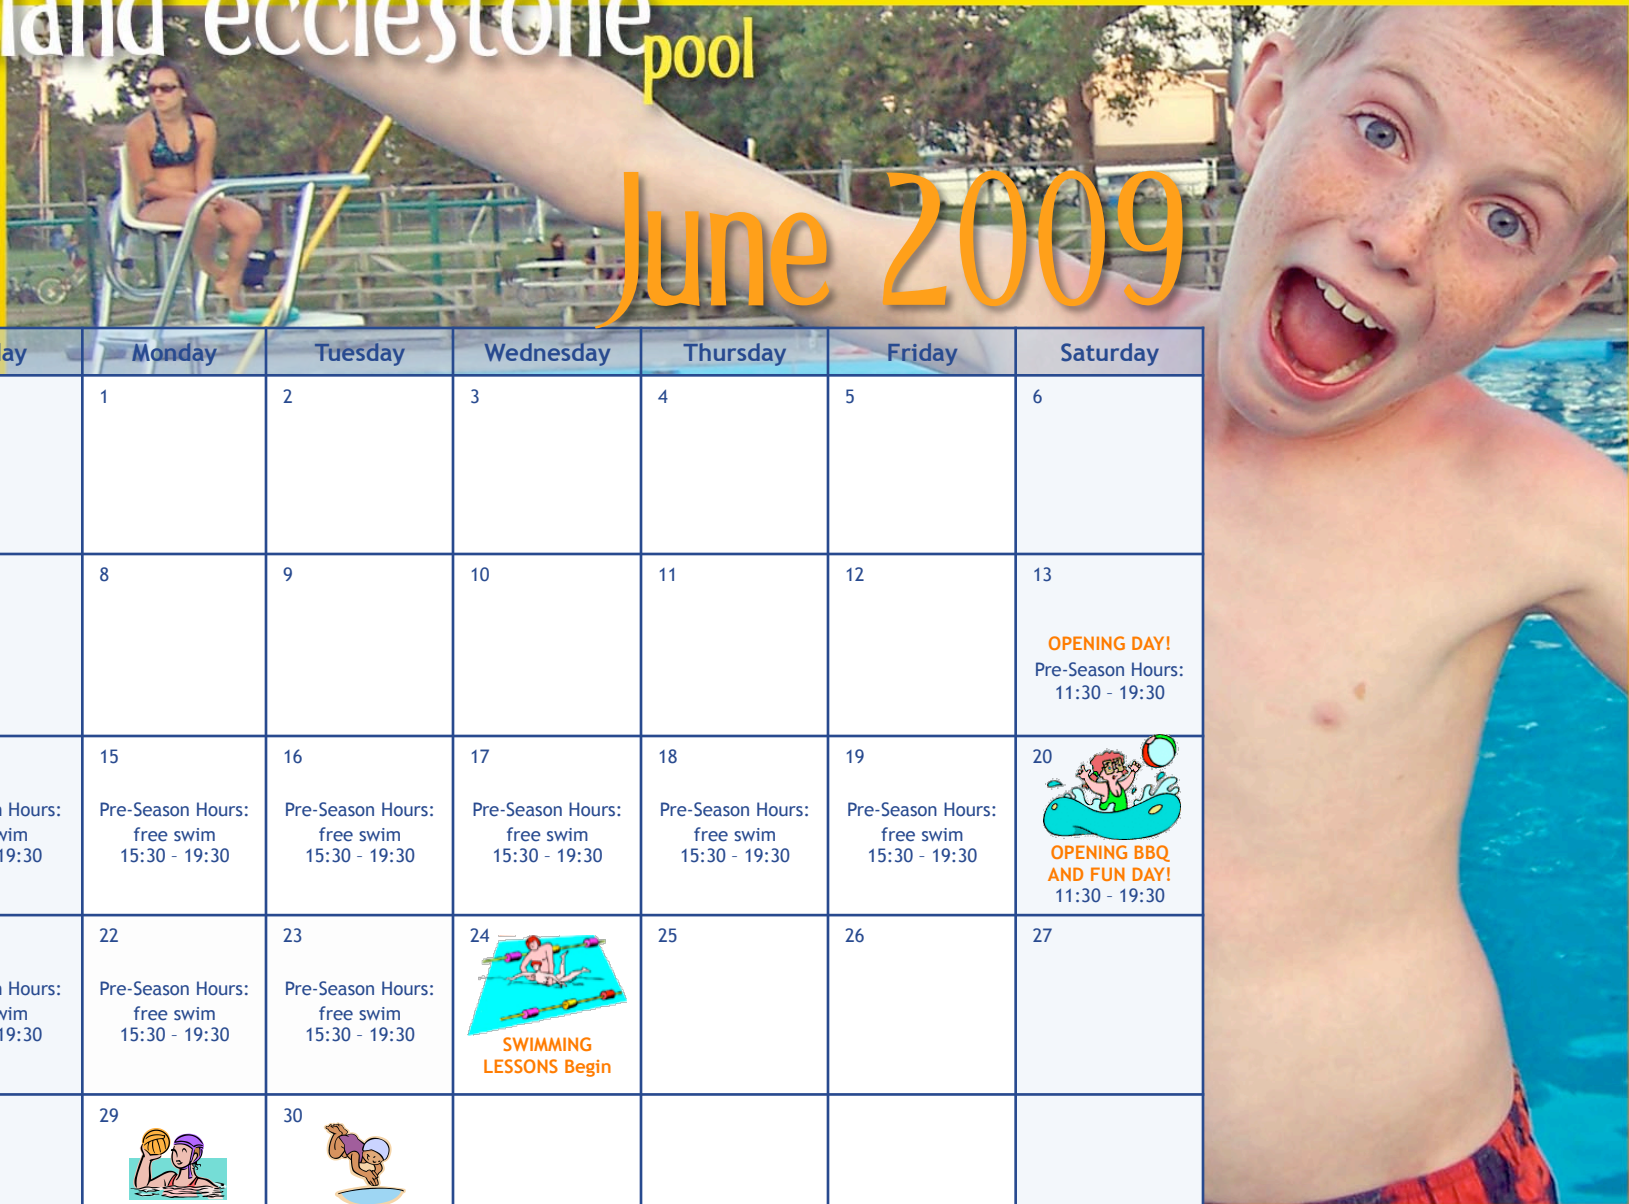 ecclestone
pool
June 2009
Monday Tuesday Wednesday Thursday Friday Saturday
1 2 3 4 5 6
8 9 10 11 12 13
OPENING DAY!
Pre-Season Hours:
11:30 – 19:30
15 16 17 18 19 20
Hours: Pre-Season Hours: Pre-Season Hours: Pre-Season Hours: Pre-Season Hours: Pre-Season Hours:
free swim free swim free swim free swim free swim
19:30 15:30 – 19:30 15:30 – 19:30 15:30 – 19:30 15:30 – 19:30 15:30 – 19:30
OPENING BBQ
AND FUN DAY!
11:30 – 19:30
22 23 24 25 26 27
Hours: Pre-Season Hours: Pre-Season Hours:
free swim free swim
19:30 15:30 – 19:30 15:30 – 19:30
SWIMMING
LESSONS Begin
29 30